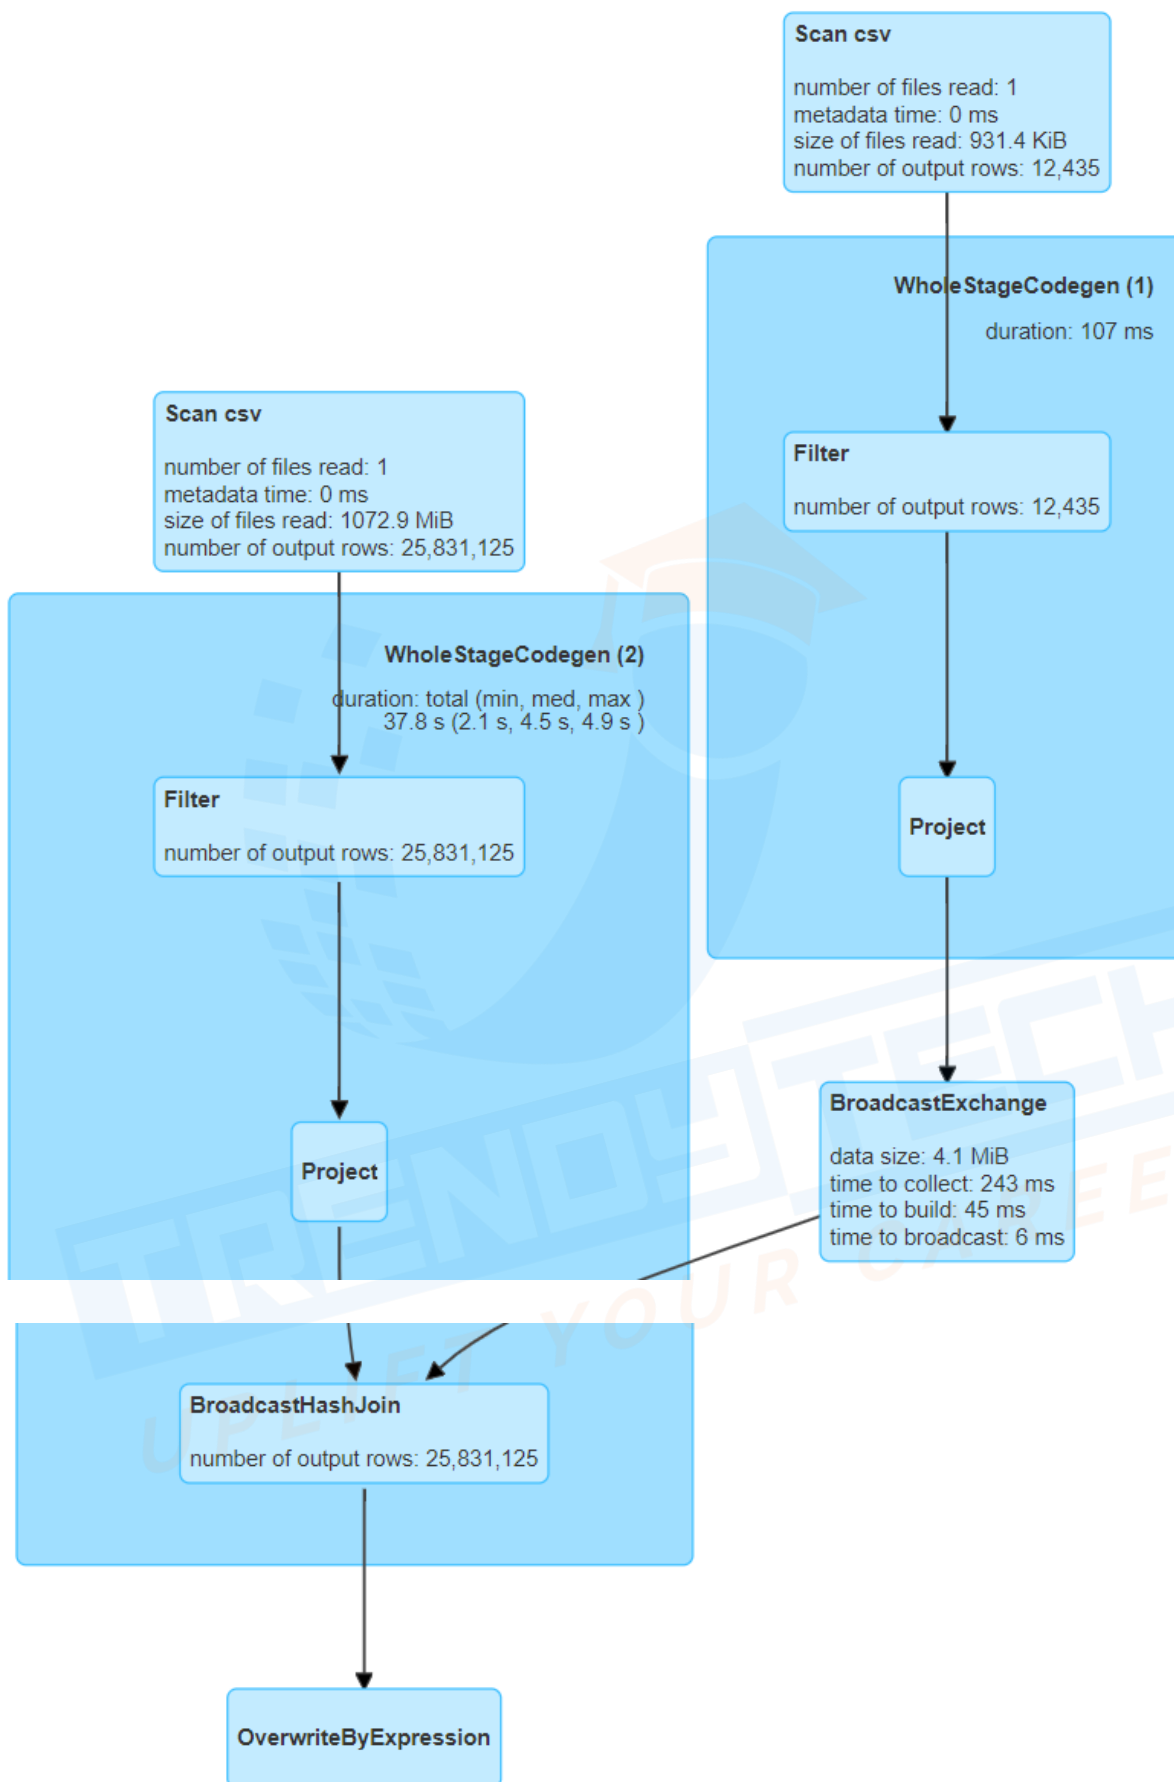 Scan csv
number of files read: 1
metadata time: 0 ms
size of files read: 931.4 KiB
number of output rows: 12,435
WholeStageCodegen (1)
duration: 107 ms
Filter
number of output rows: 12,435
Project
BroadcastExchange
data size: 4.1 MiB
time to collect: 243 ms
time to build: 45 ms
time to broadcast: 6 ms
Scan csv
number of files read: 1
metadata time: 0 ms
size of files read: 1072.9 MiB
number of output rows: 25,831,125
WholeStageCodegen (2)
duration: total (min, med, max )
37.8 s (2.1 s, 4.5 s, 4.9 s )
Filter
number of output rows: 25,831,125
Project
BroadcastHashJoin
number of output rows: 25,831,125
OverwriteByExpression
TRENDYTECH
UPLIFT YOUR CAREE